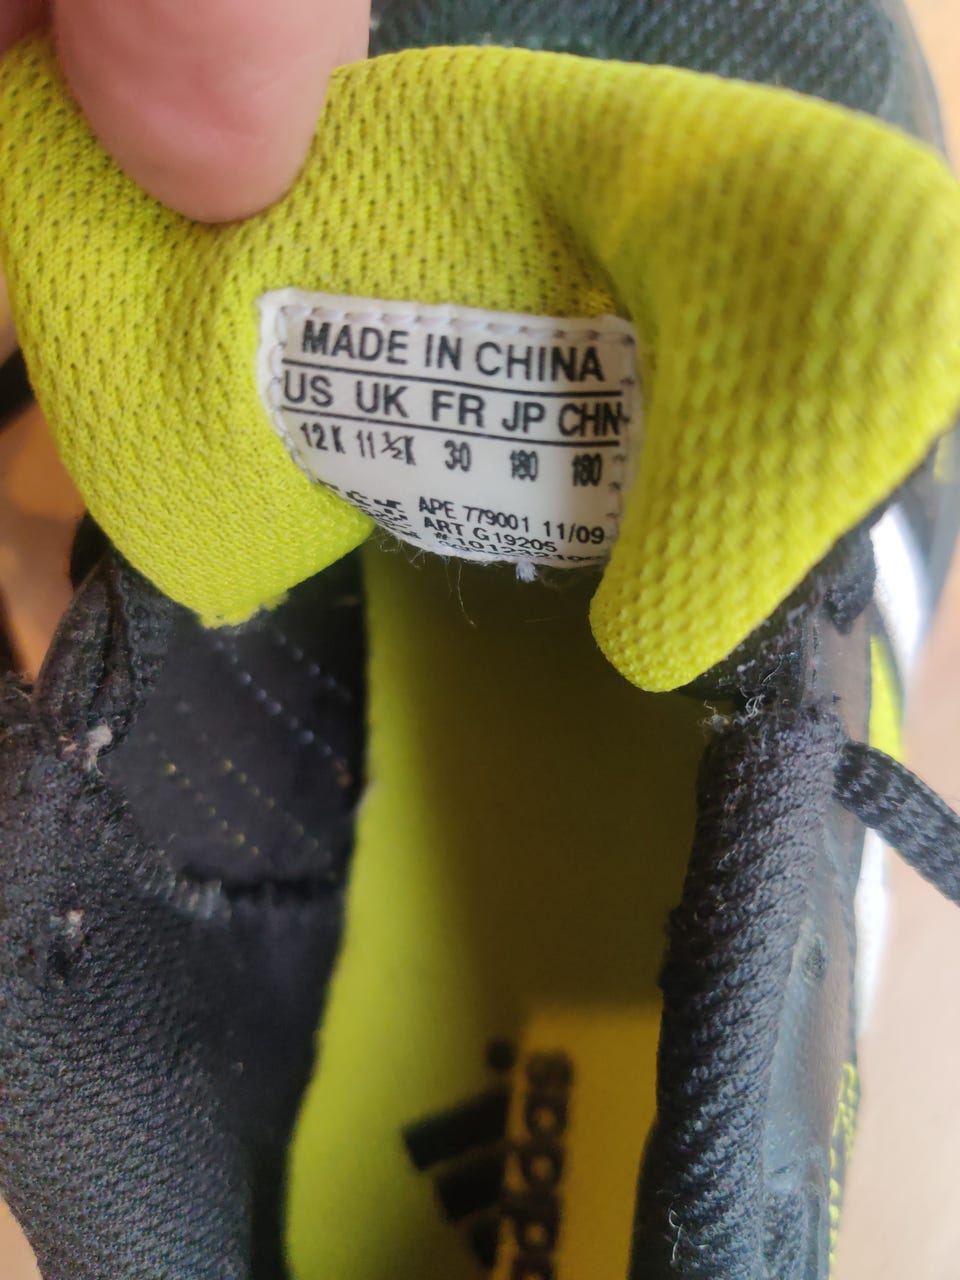 MADE IN CHINA
US UK FR JP CHN
12K 11½K 30 180 180
APE 779001 11/09
ART G19205
adidas